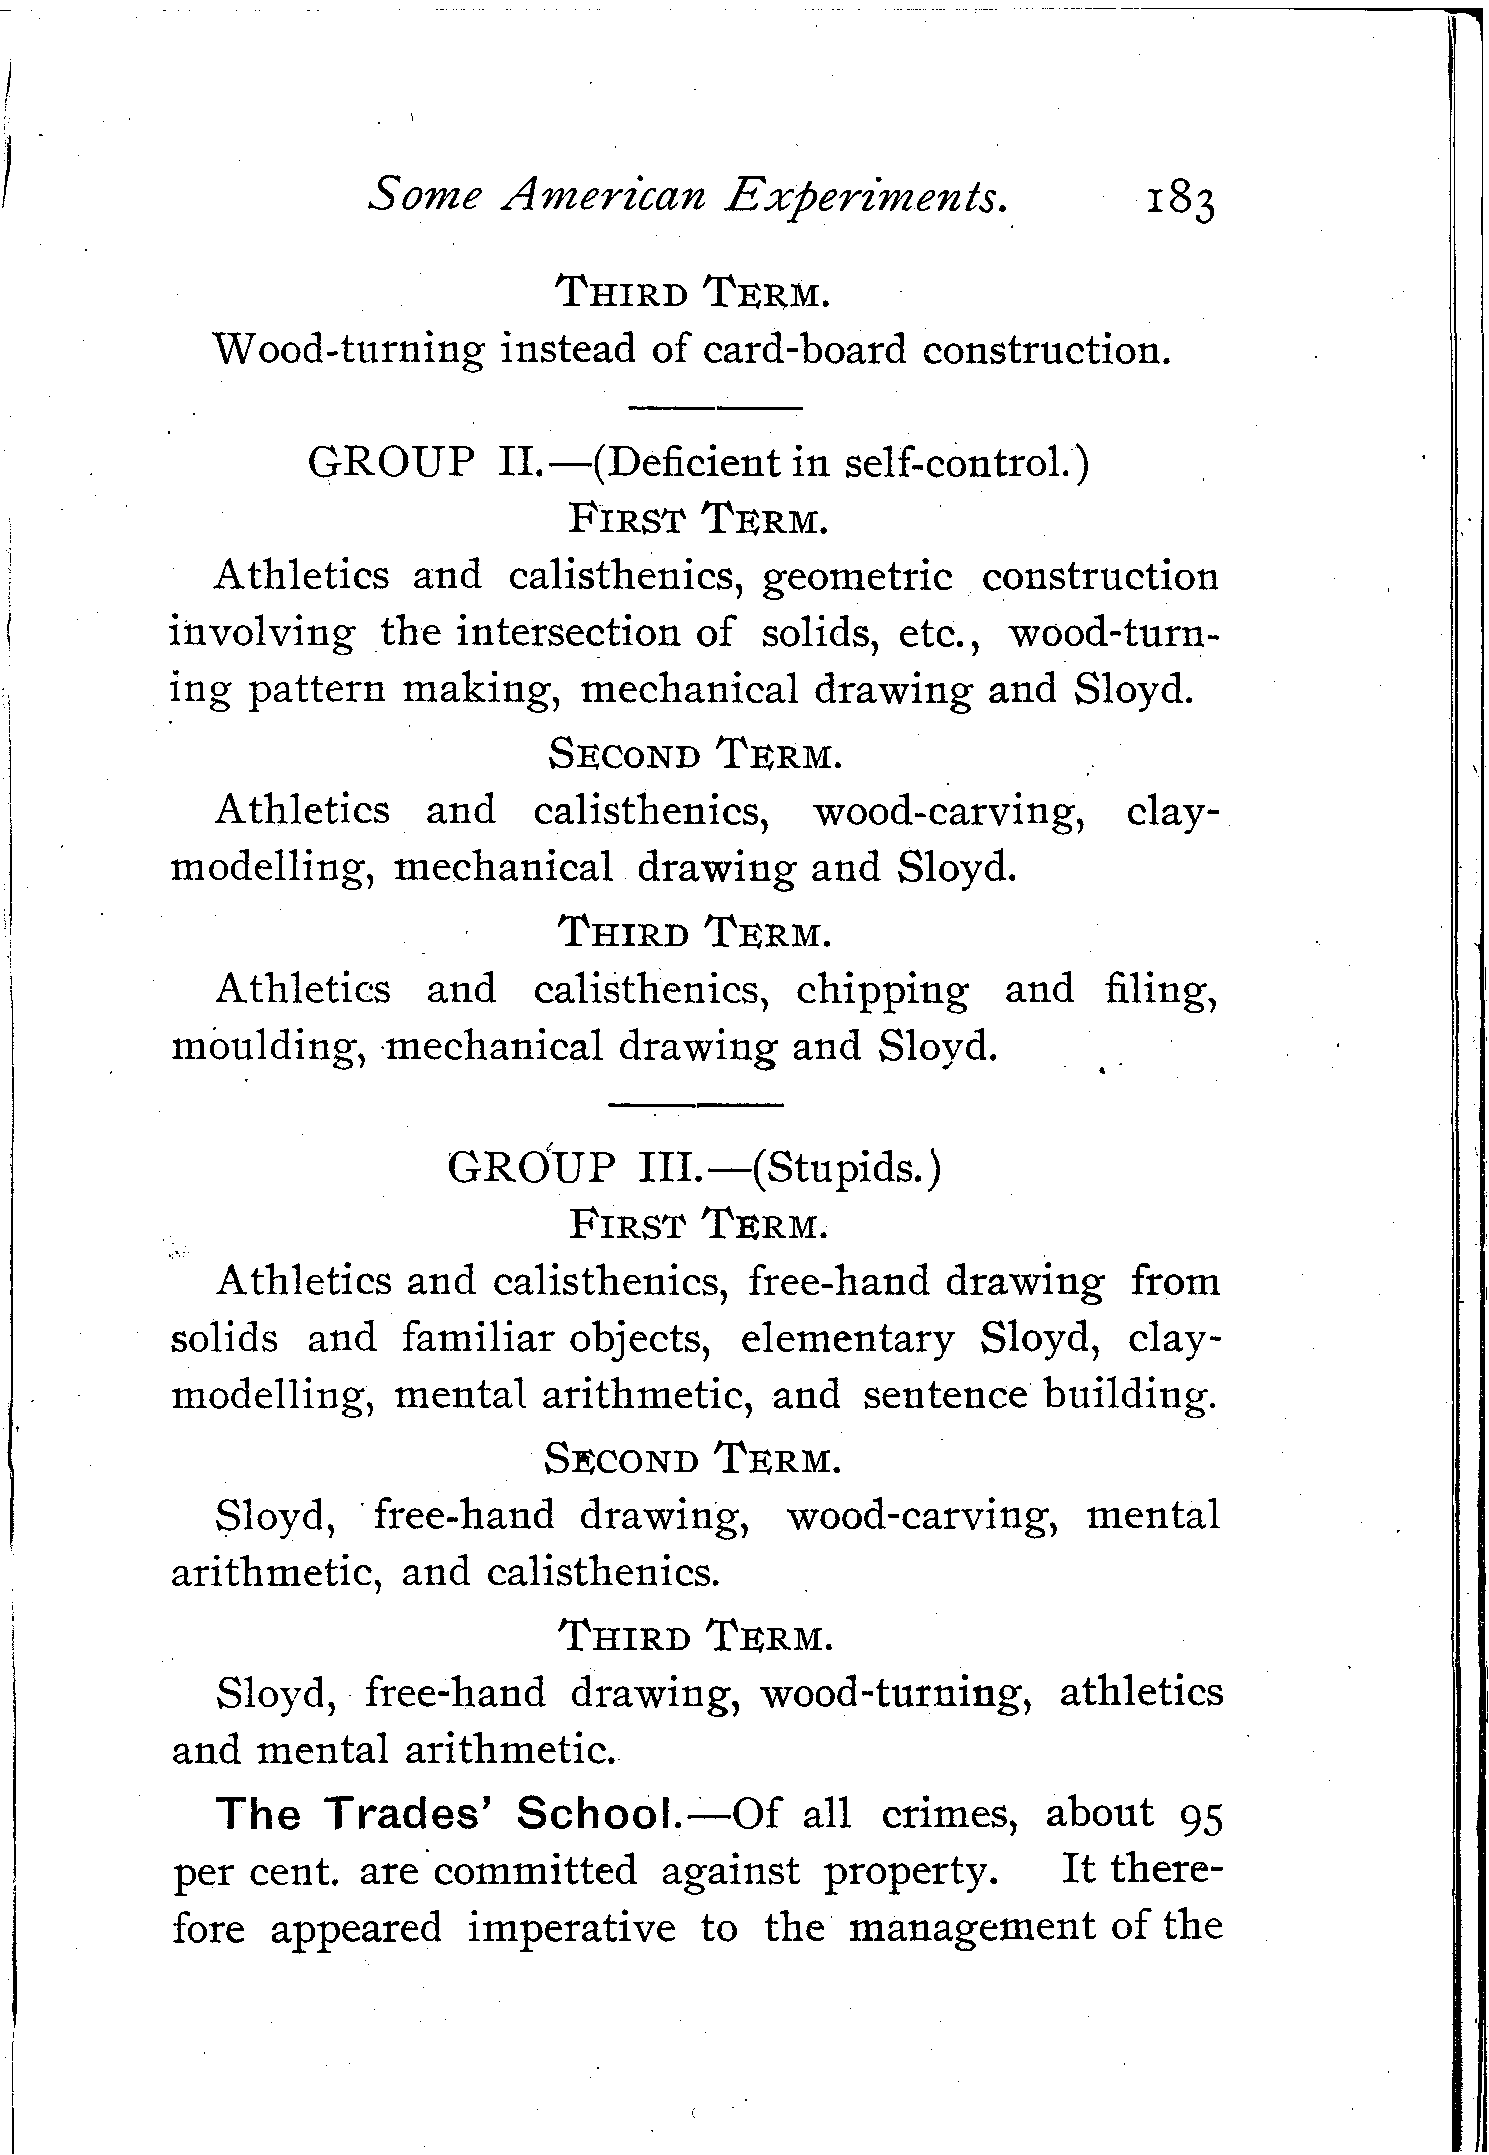 Some American Experiments. 183
THIRD TERM.
Wood-turning instead of card-board construction.
GROUP II.—(Deficient in self-control.)
FIRST TERM.
Athletics and calisthenics, geometric construction
involving the intersection of solids, etc., wood-turn-
ing pattern making, mechanical drawing and Sloyd.
SECOND TERM.
Athletics and calisthenics, wood-carving, clay-
modelling, mechanical drawing and Sloyd.
THIRD TERM.
Athletics and calisthenics, chipping and filing,
moulding, mechanical drawing and Sloyd.
GROUP III.—(Stupids.)
FIRST TERM.
Athletics and calisthenics, free-hand drawing from
solids and familiar objects, elementary Sloyd, clay-
modelling, mental arithmetic, and sentence building.
SECOND TERM.
Sloyd, free-hand drawing, wood-carving, mental
arithmetic, and calisthenics.
THIRD TERM.
Sloyd, free-hand drawing, wood-turning, athletics
and mental arithmetic.
The Trades' School.—Of all crimes, about 95
per cent. are committed against property. It there-
fore appeared imperative to the management of the